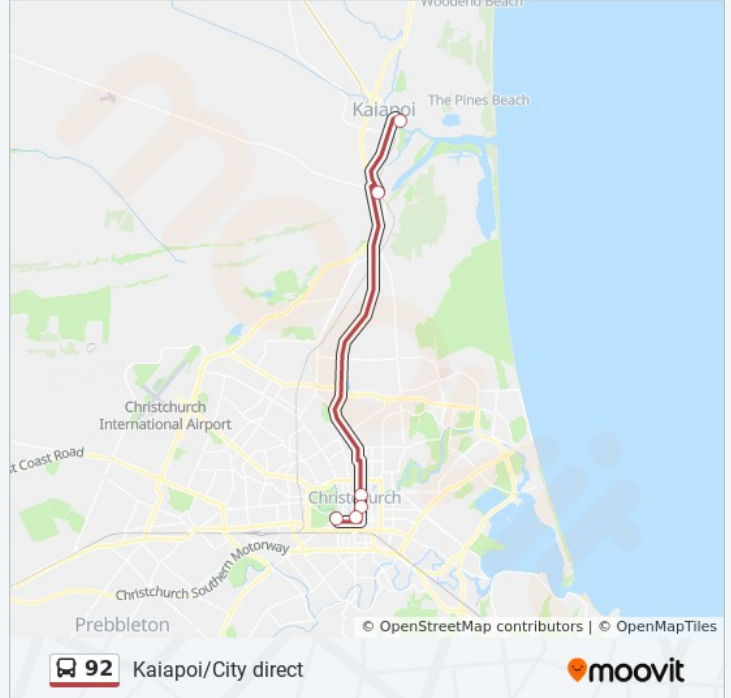 Woodend Beach
Kaiapoi
The Pines Beach
Christchurch
International Airport
st Coast Road
Christchurch
Christchurch Southern Motorway
Prebbleton
© OpenStreetMap contributors | © OpenMapTiles
92 Kaiapoi/City direct
moovit